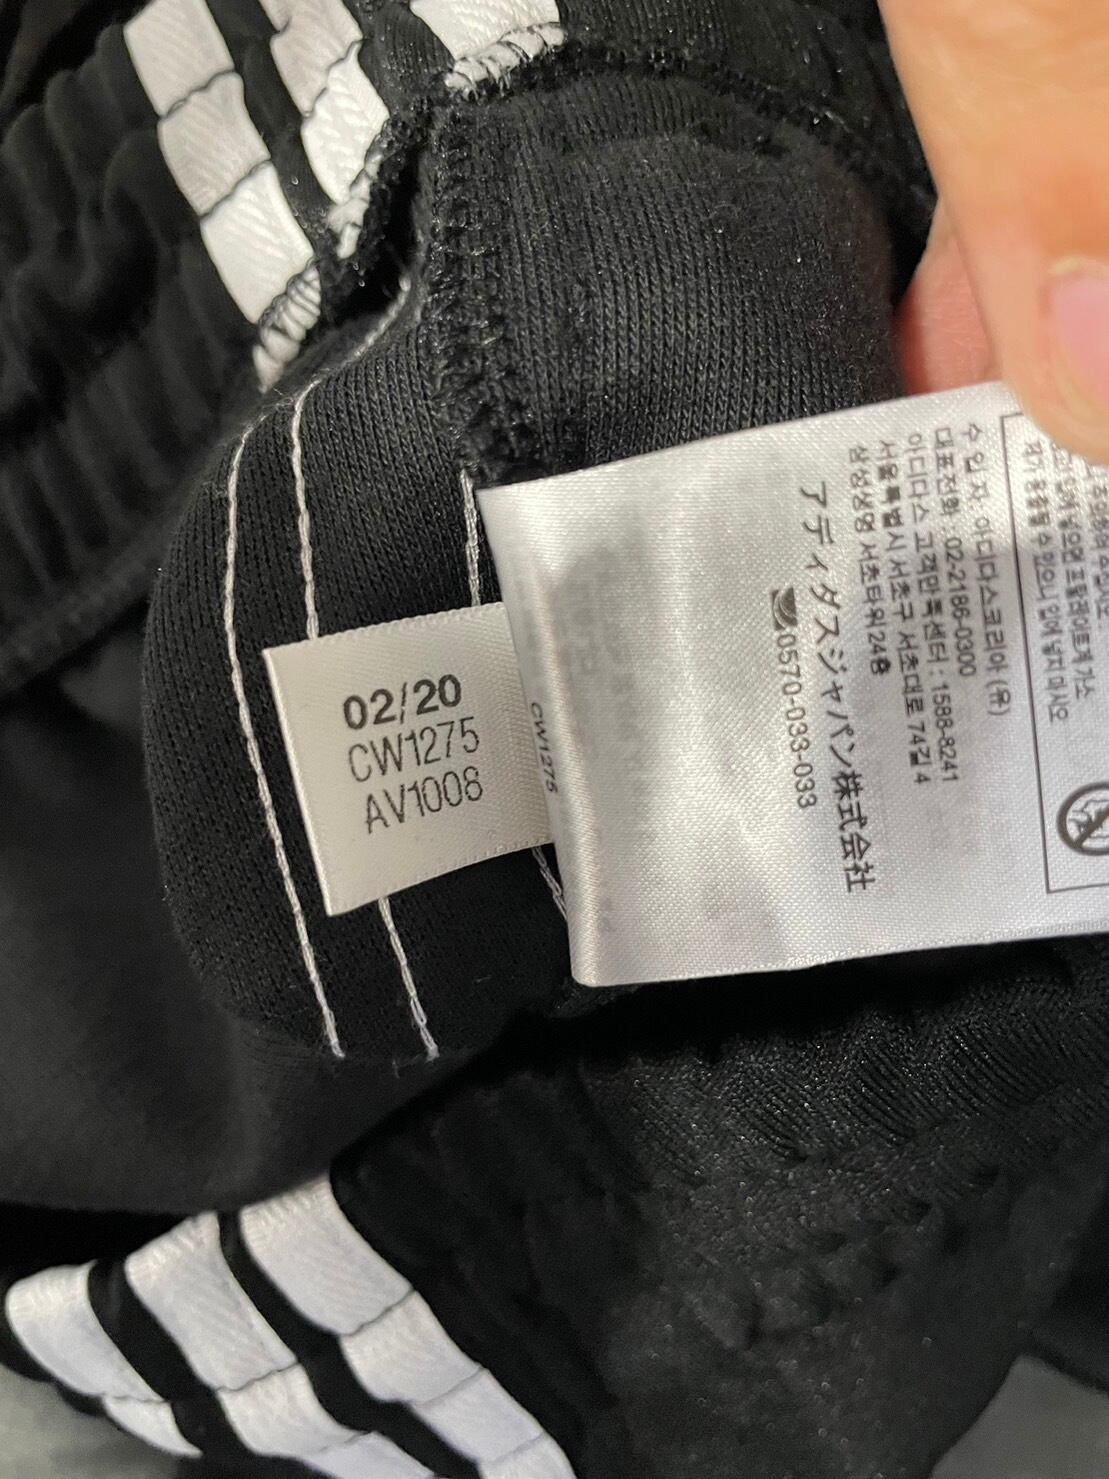 02/20
CW1275
AV1008
CW1275
アディダスジャパン株式会社
0570-033-033
수입자: 아디다스코리아 (유)
대표전화: 02-2186-0300
아디다스 고객만족센터: 1588-8241
서울특별시 서초구 서초대로 74길 4
삼성생명 서초타워 24층